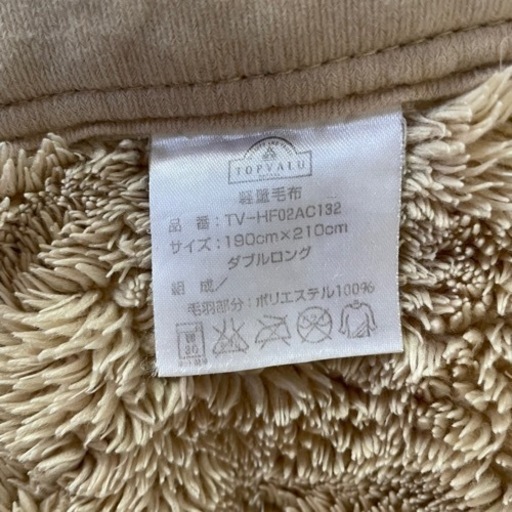 TOPVALU
軽量毛布
品 番：TV-HF02AC132
サイズ：190cm×210cm
ダブルロング
組 成／
毛羽部分：ポリエステル100%
30